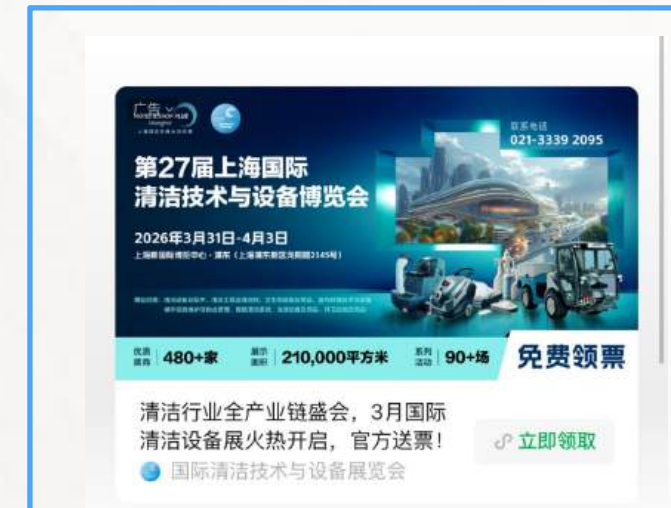 广告
HOTEL & SHOP PLUS
Shanghai
联系电话
021-3339 2095
第27届上海国际
清洁技术与设备博览会
2026年3月31日-4月3日
上海新国际博览中心 · 浦东（上海浦东新区龙阳路2345号）
优质展商 480+家
展示面积 210,000平方米
系列活动 90+场
免费领票
清洁行业全产业链盛会，3月国际
清洁设备展火热开启，官方送票！
立即领取
国际清洁技术与设备展览会